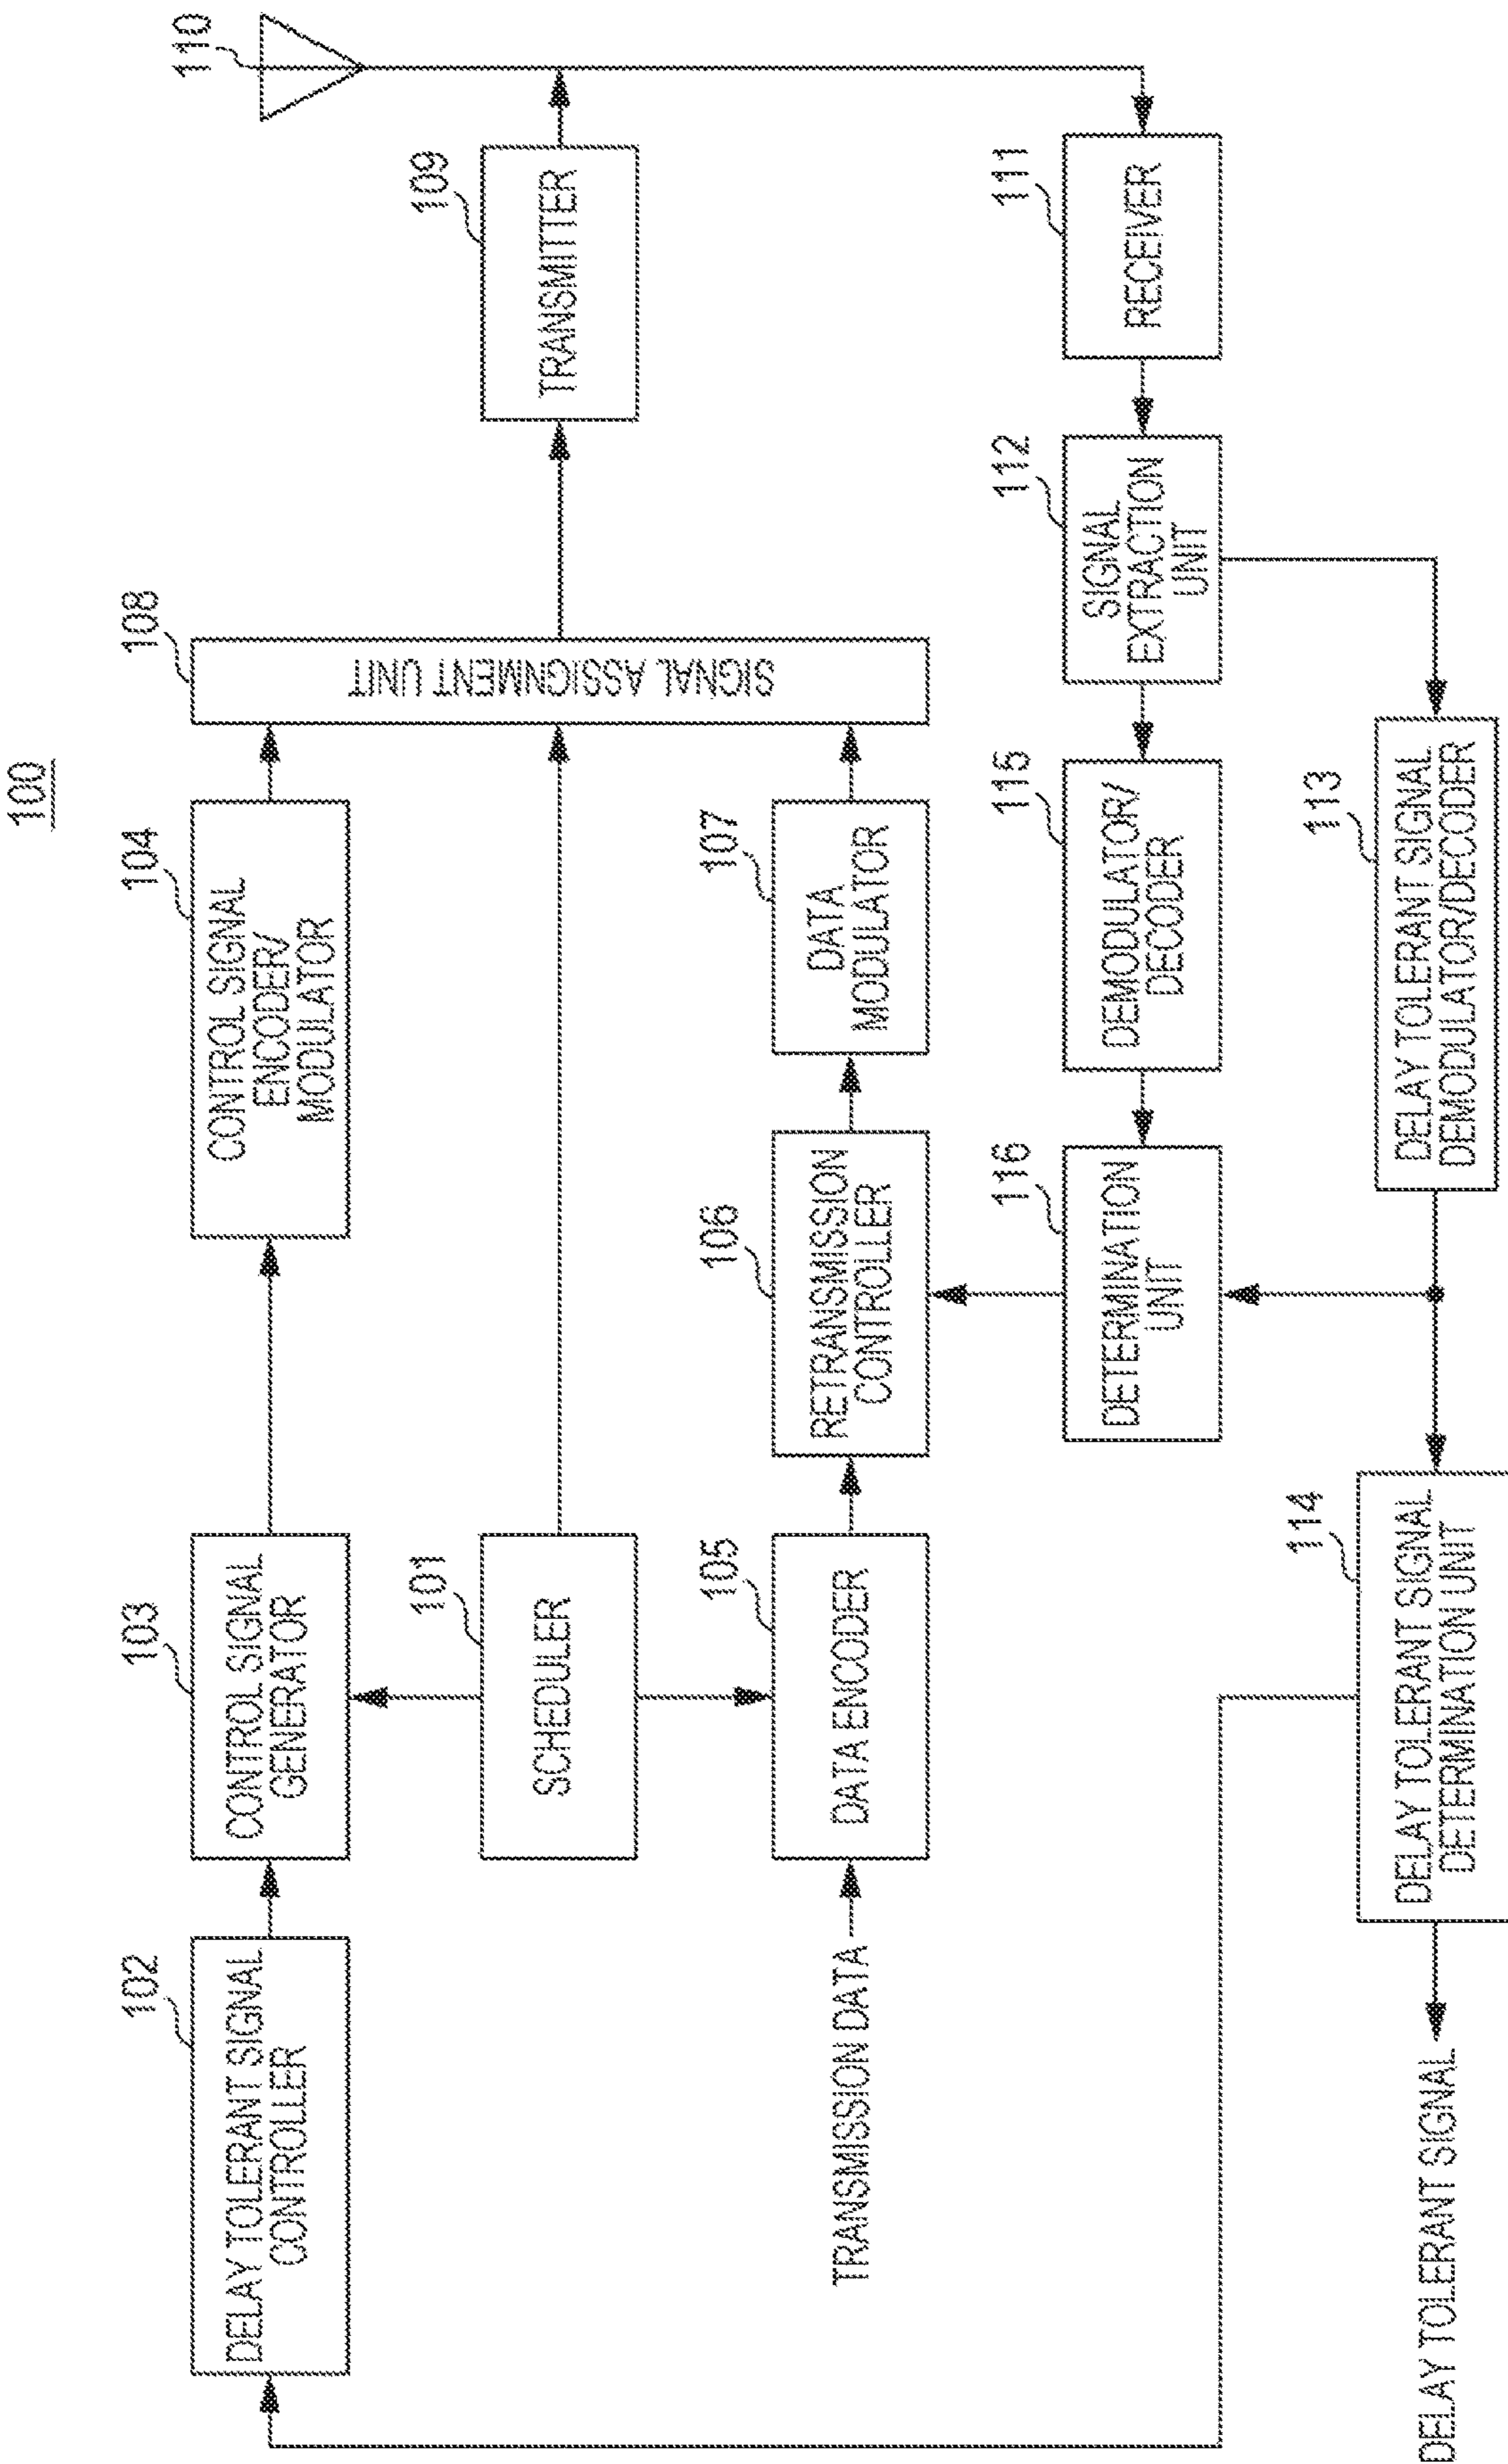 100
102
DELAY TOLERANT SIGNAL
CONTROLLER
103
CONTROL SIGNAL
GENERATOR
104
CONTROL SIGNAL
ENCODER/
MODULATOR
108
SIGNAL ASSIGNMENT UNIT
110
101
SCHEDULER
109
TRANSMITTER
TRANSMISSION DATA
105
DATA ENCODER
106
RETRANSMISSION
CONTROLLER
107
DATA
MODULATOR
116
DETERMINATION
UNIT
115
DEMODULATOR/
DECODER
112
SIGNAL
EXTRACTION
UNIT
111
RECEIVER
DELAY TOLERANT SIGNAL
114
DELAY TOLERANT SIGNAL
DETERMINATION UNIT
113
DELAY TOLERANT SIGNAL
DEMODULATOR/DECODER